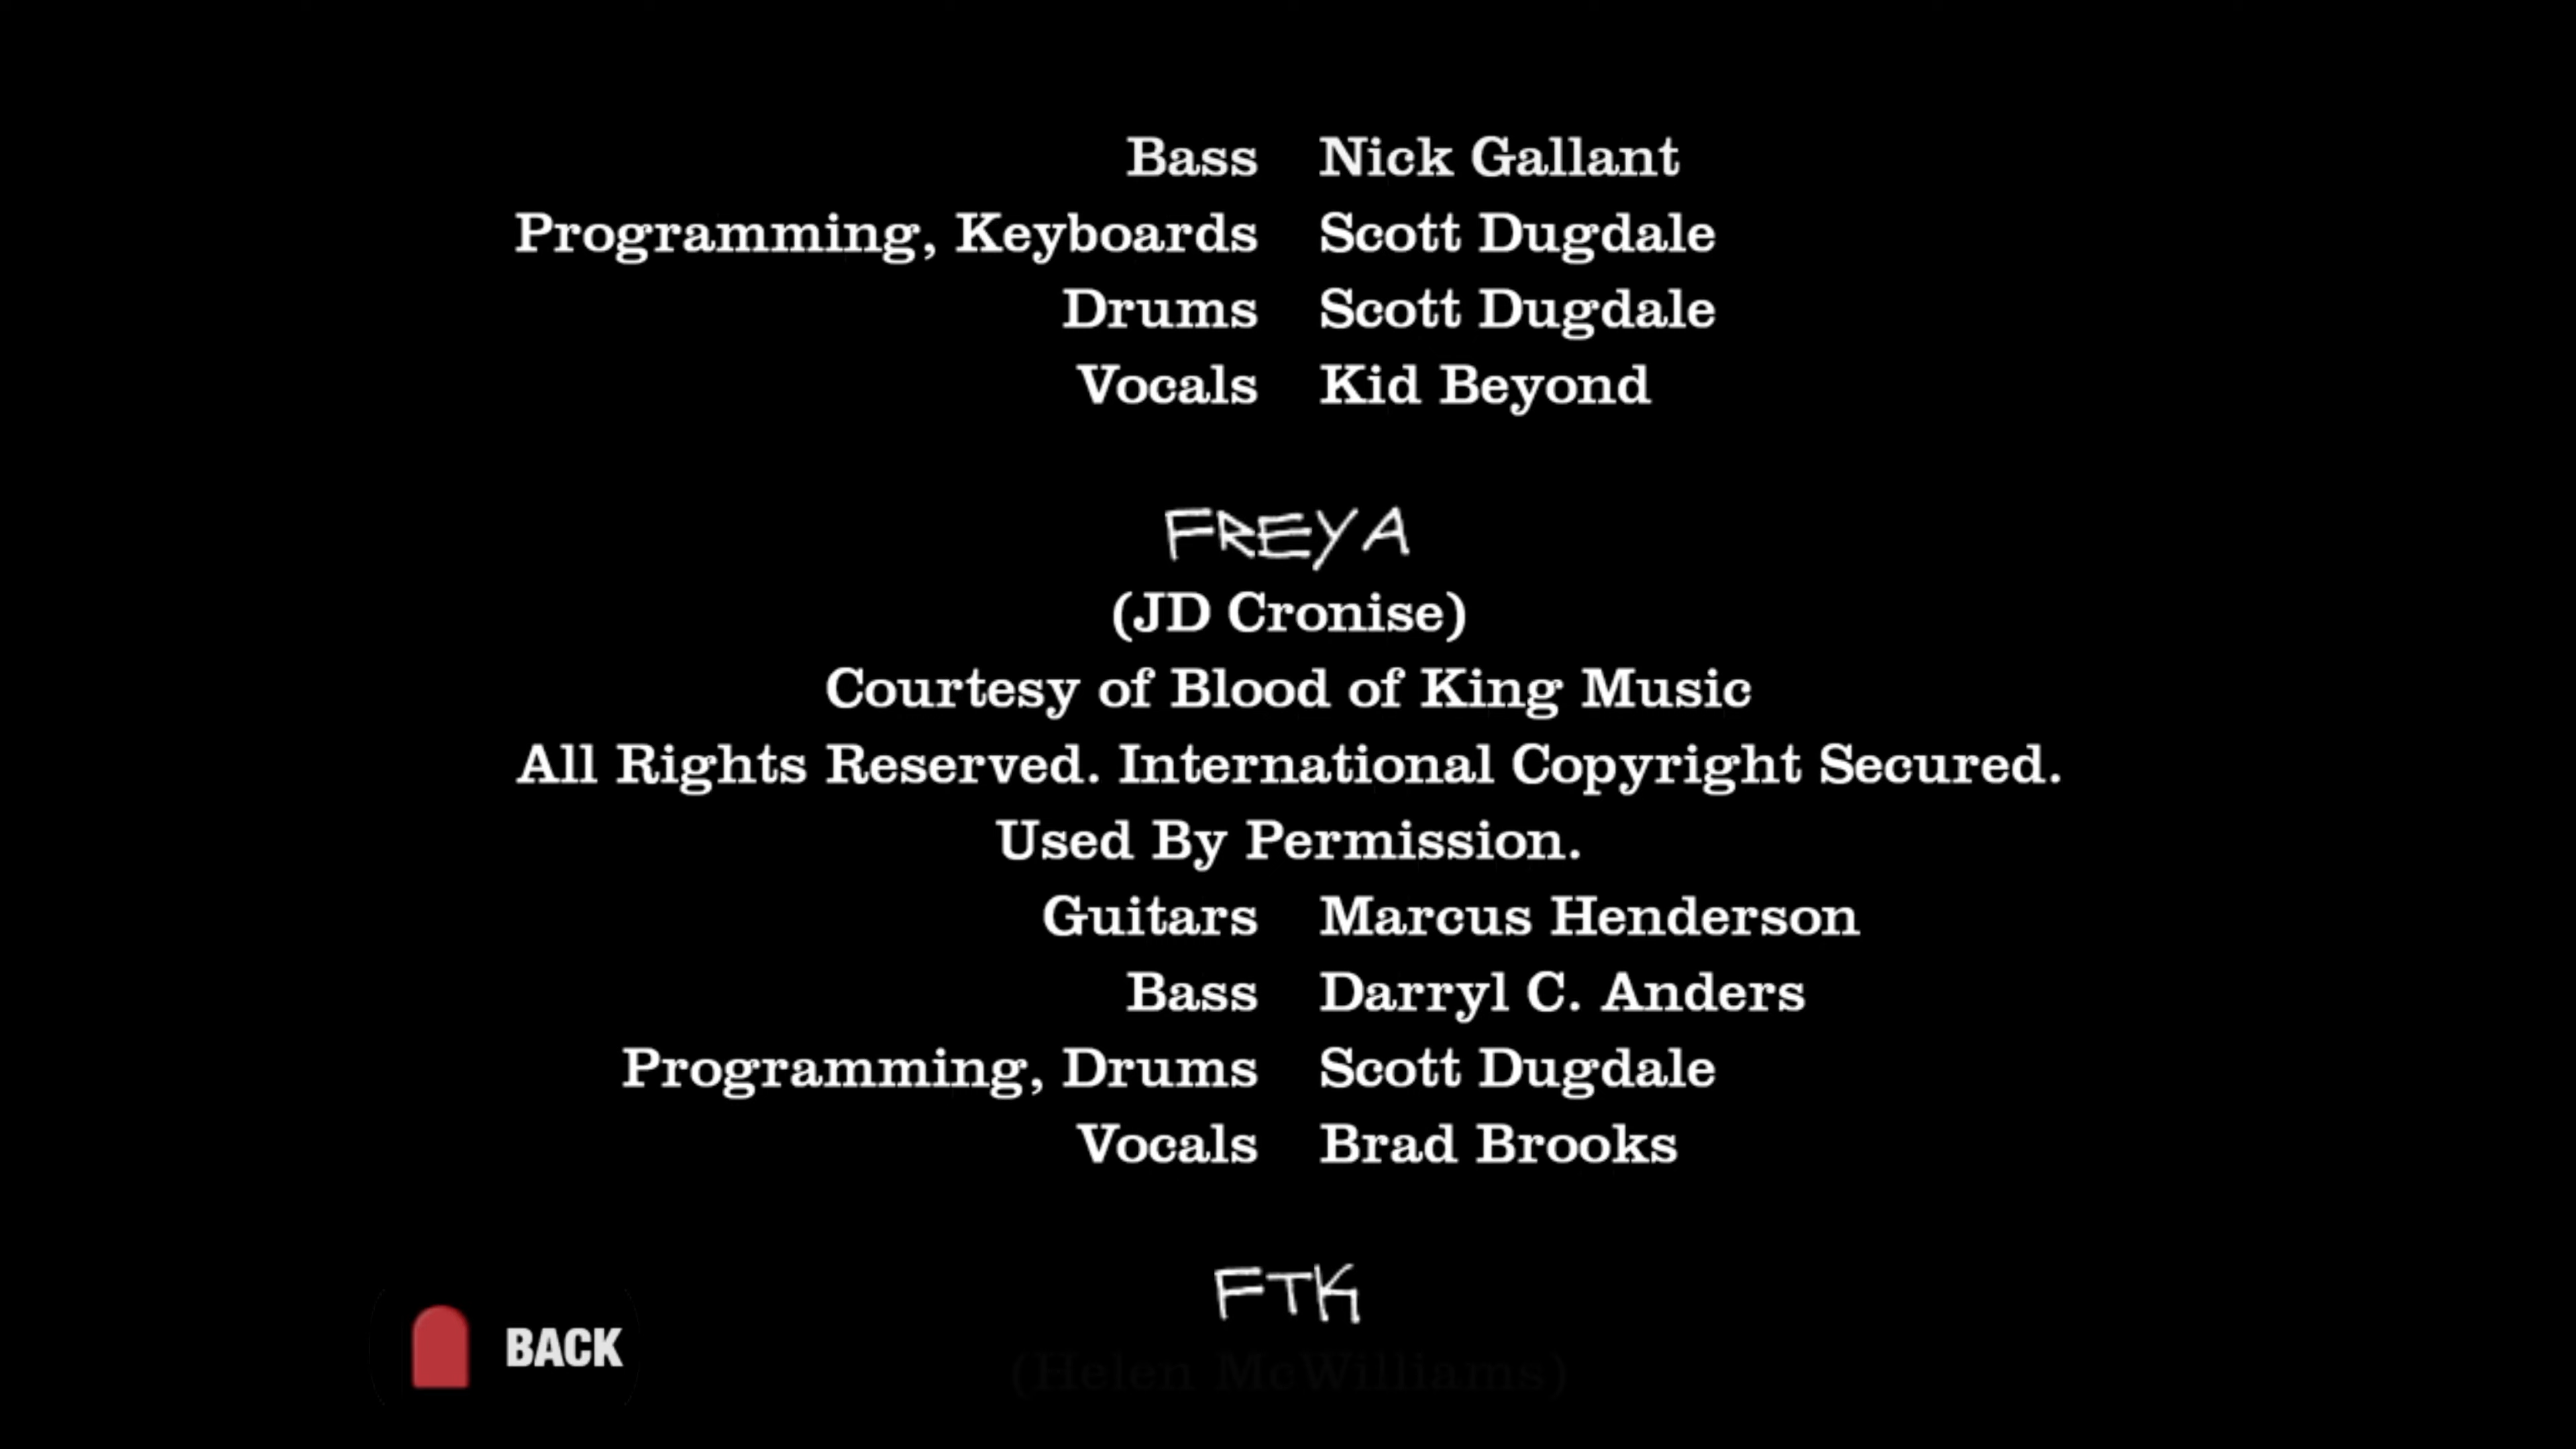 Bass Nick Gallant
Programming, Keyboards Scott Dugdale
Drums Scott Dugdale
Vocals Kid Beyond
FREYA
(JD Cronise)
Courtesy of Blood of King Music
All Rights Reserved. International Copyright Secured.
Used By Permission.
Guitars Marcus Henderson
Bass Darryl C. Anders
Programming, Drums Scott Dugdale
Vocals Brad Brooks
FTK
(Helen McWilliams)
BACK